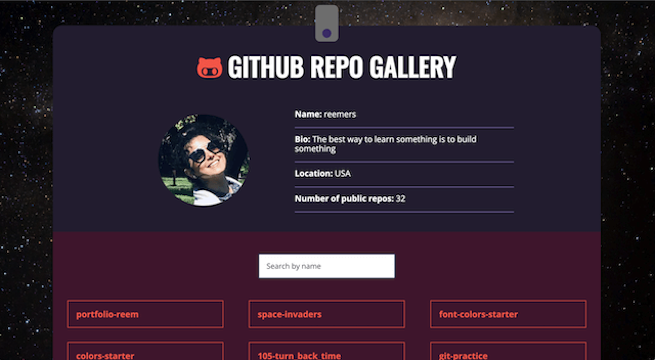 GITHUB REPO GALLERY
Name: reemers
Bio: The best way to learn something is to build
something
Location: USA
Number of public repos: 32
Search by name
portfolio-reem space-invaders font-colors-starter
colors-starter 105-turn_back_time git-practice